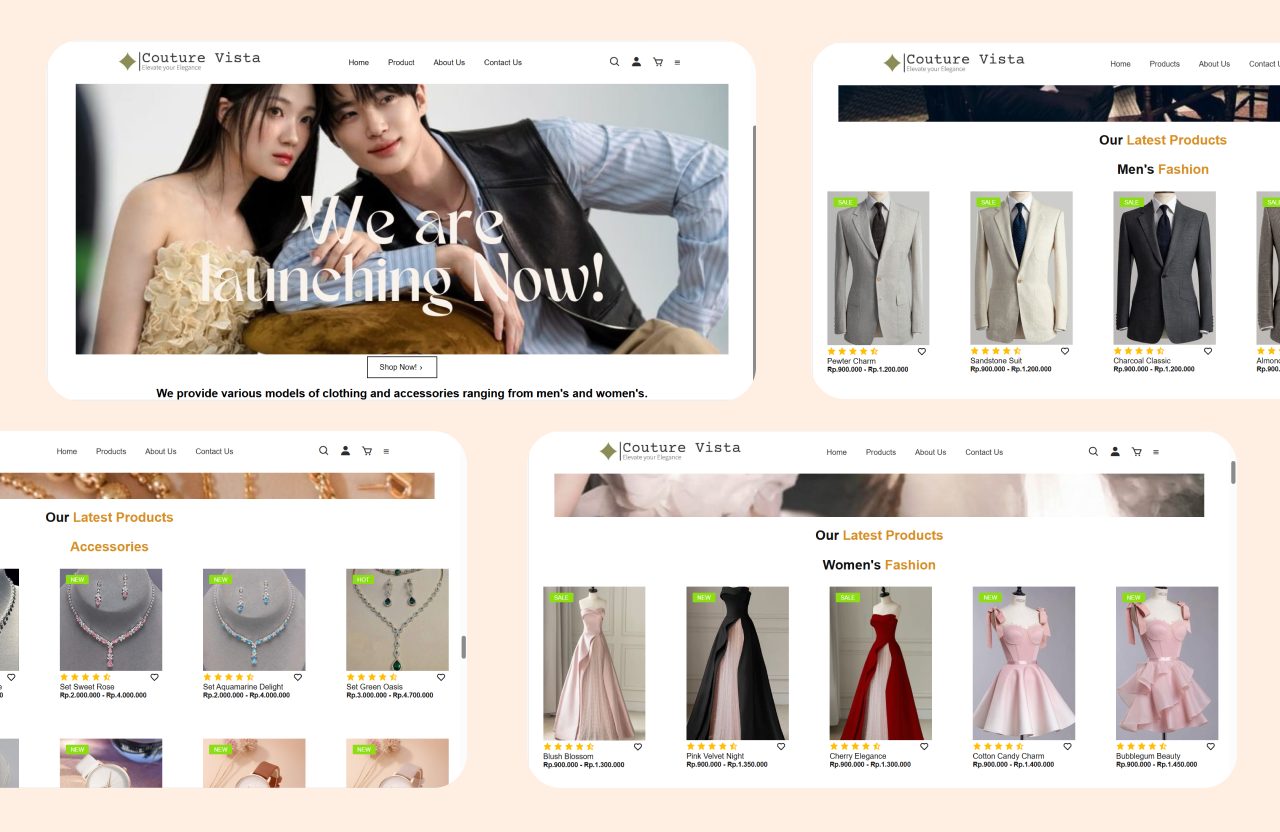 Couture Vista
Elevate your Elegance
Home Product About Us Contact Us
We are
launching Now!
Shop Now! ›
We provide various models of clothing and accessories ranging from men's and women's.
Couture Vista
Elevate your Elegance
Home Products About Us Contact
Our Latest Products
Men's Fashion
SALE SALE SALE SALE
Pewter Charm
Rp.900.000 - Rp.1.200.000
Sandstone Suit
Rp.900.000 - Rp.1.200.000
Charcoal Classic
Rp.900.000 - Rp.1.200.000
Rp.900.
Home Products About Us Contact Us
Our Latest Products
Accessories
NEW NEW HOT
Set Sweet Rose
Rp.2.000.000 - Rp.4.000.000
Set Aquamarine Delight
Rp.2.000.000 - Rp.4.000.000
Set Green Oasis
Rp.3.000.000 - Rp.4.700.000
NEW NEW NEW
Couture Vista
Elevate your Elegance
Home Products About Us Contact Us
Our Latest Products
Women's Fashion
SALE NEW SALE NEW NEW
Blush Blossom
Rp.900.000 - Rp.1.300.000
Pink Velvet Night
Rp.900.000 - Rp.1.350.000
Cherry Elegance
Rp.900.000 - Rp.1.300.000
Cotton Candy Charm
Rp.900.000 - Rp.1.400.000
Bubblegum Beauty
Rp.900.000 - Rp.1.450.000